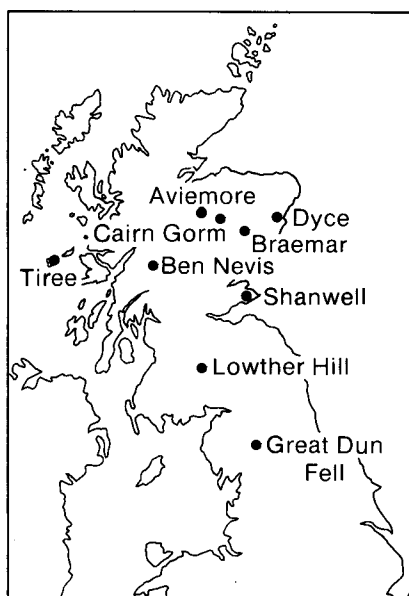 Aviemore
Dyce
Cairn Gorm
Braemar
Tiree
Ben Nevis
Shanwell
Lowther Hill
Great Dun
Fell